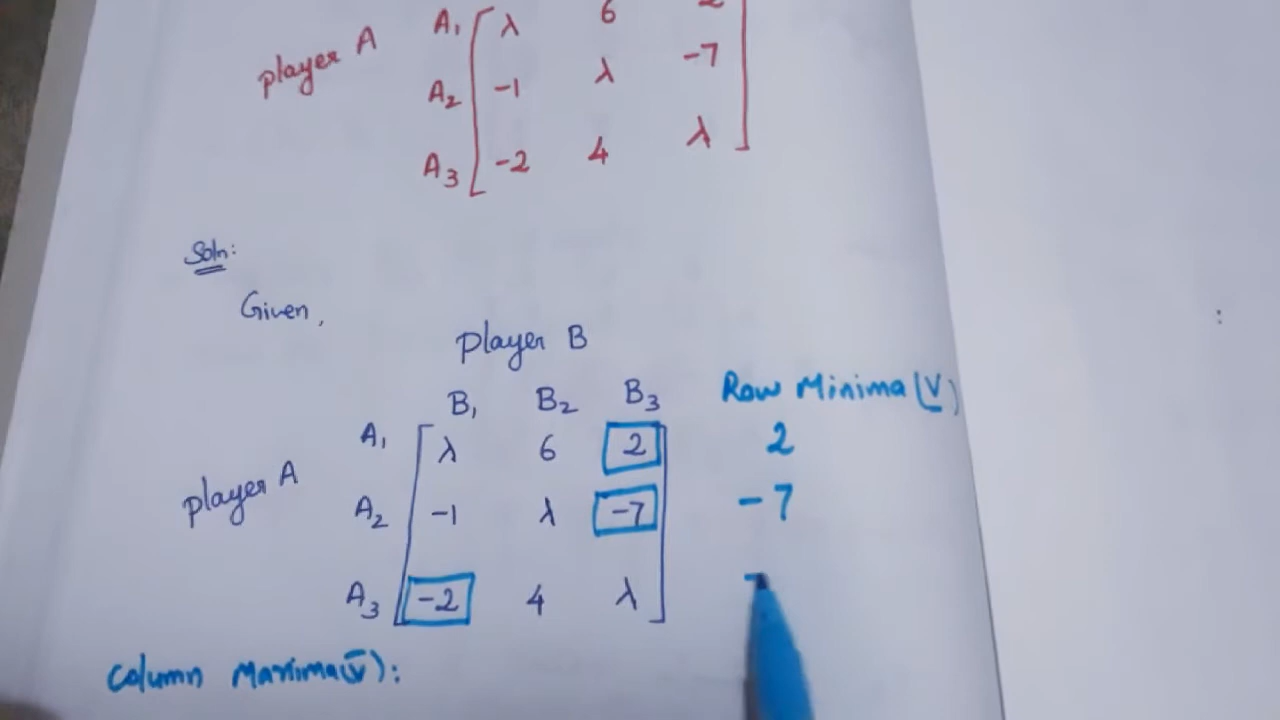 A1 λ 6
player A
A2 -1 λ -7
A3 -2 4 λ
Soln:
Given,
player B
B1 B2 B3 Row Minima (V)
A1 λ 6 2 2
player A
A2 -1 λ -7 -7
A3 -2 4 λ -
Column Maxima (V):